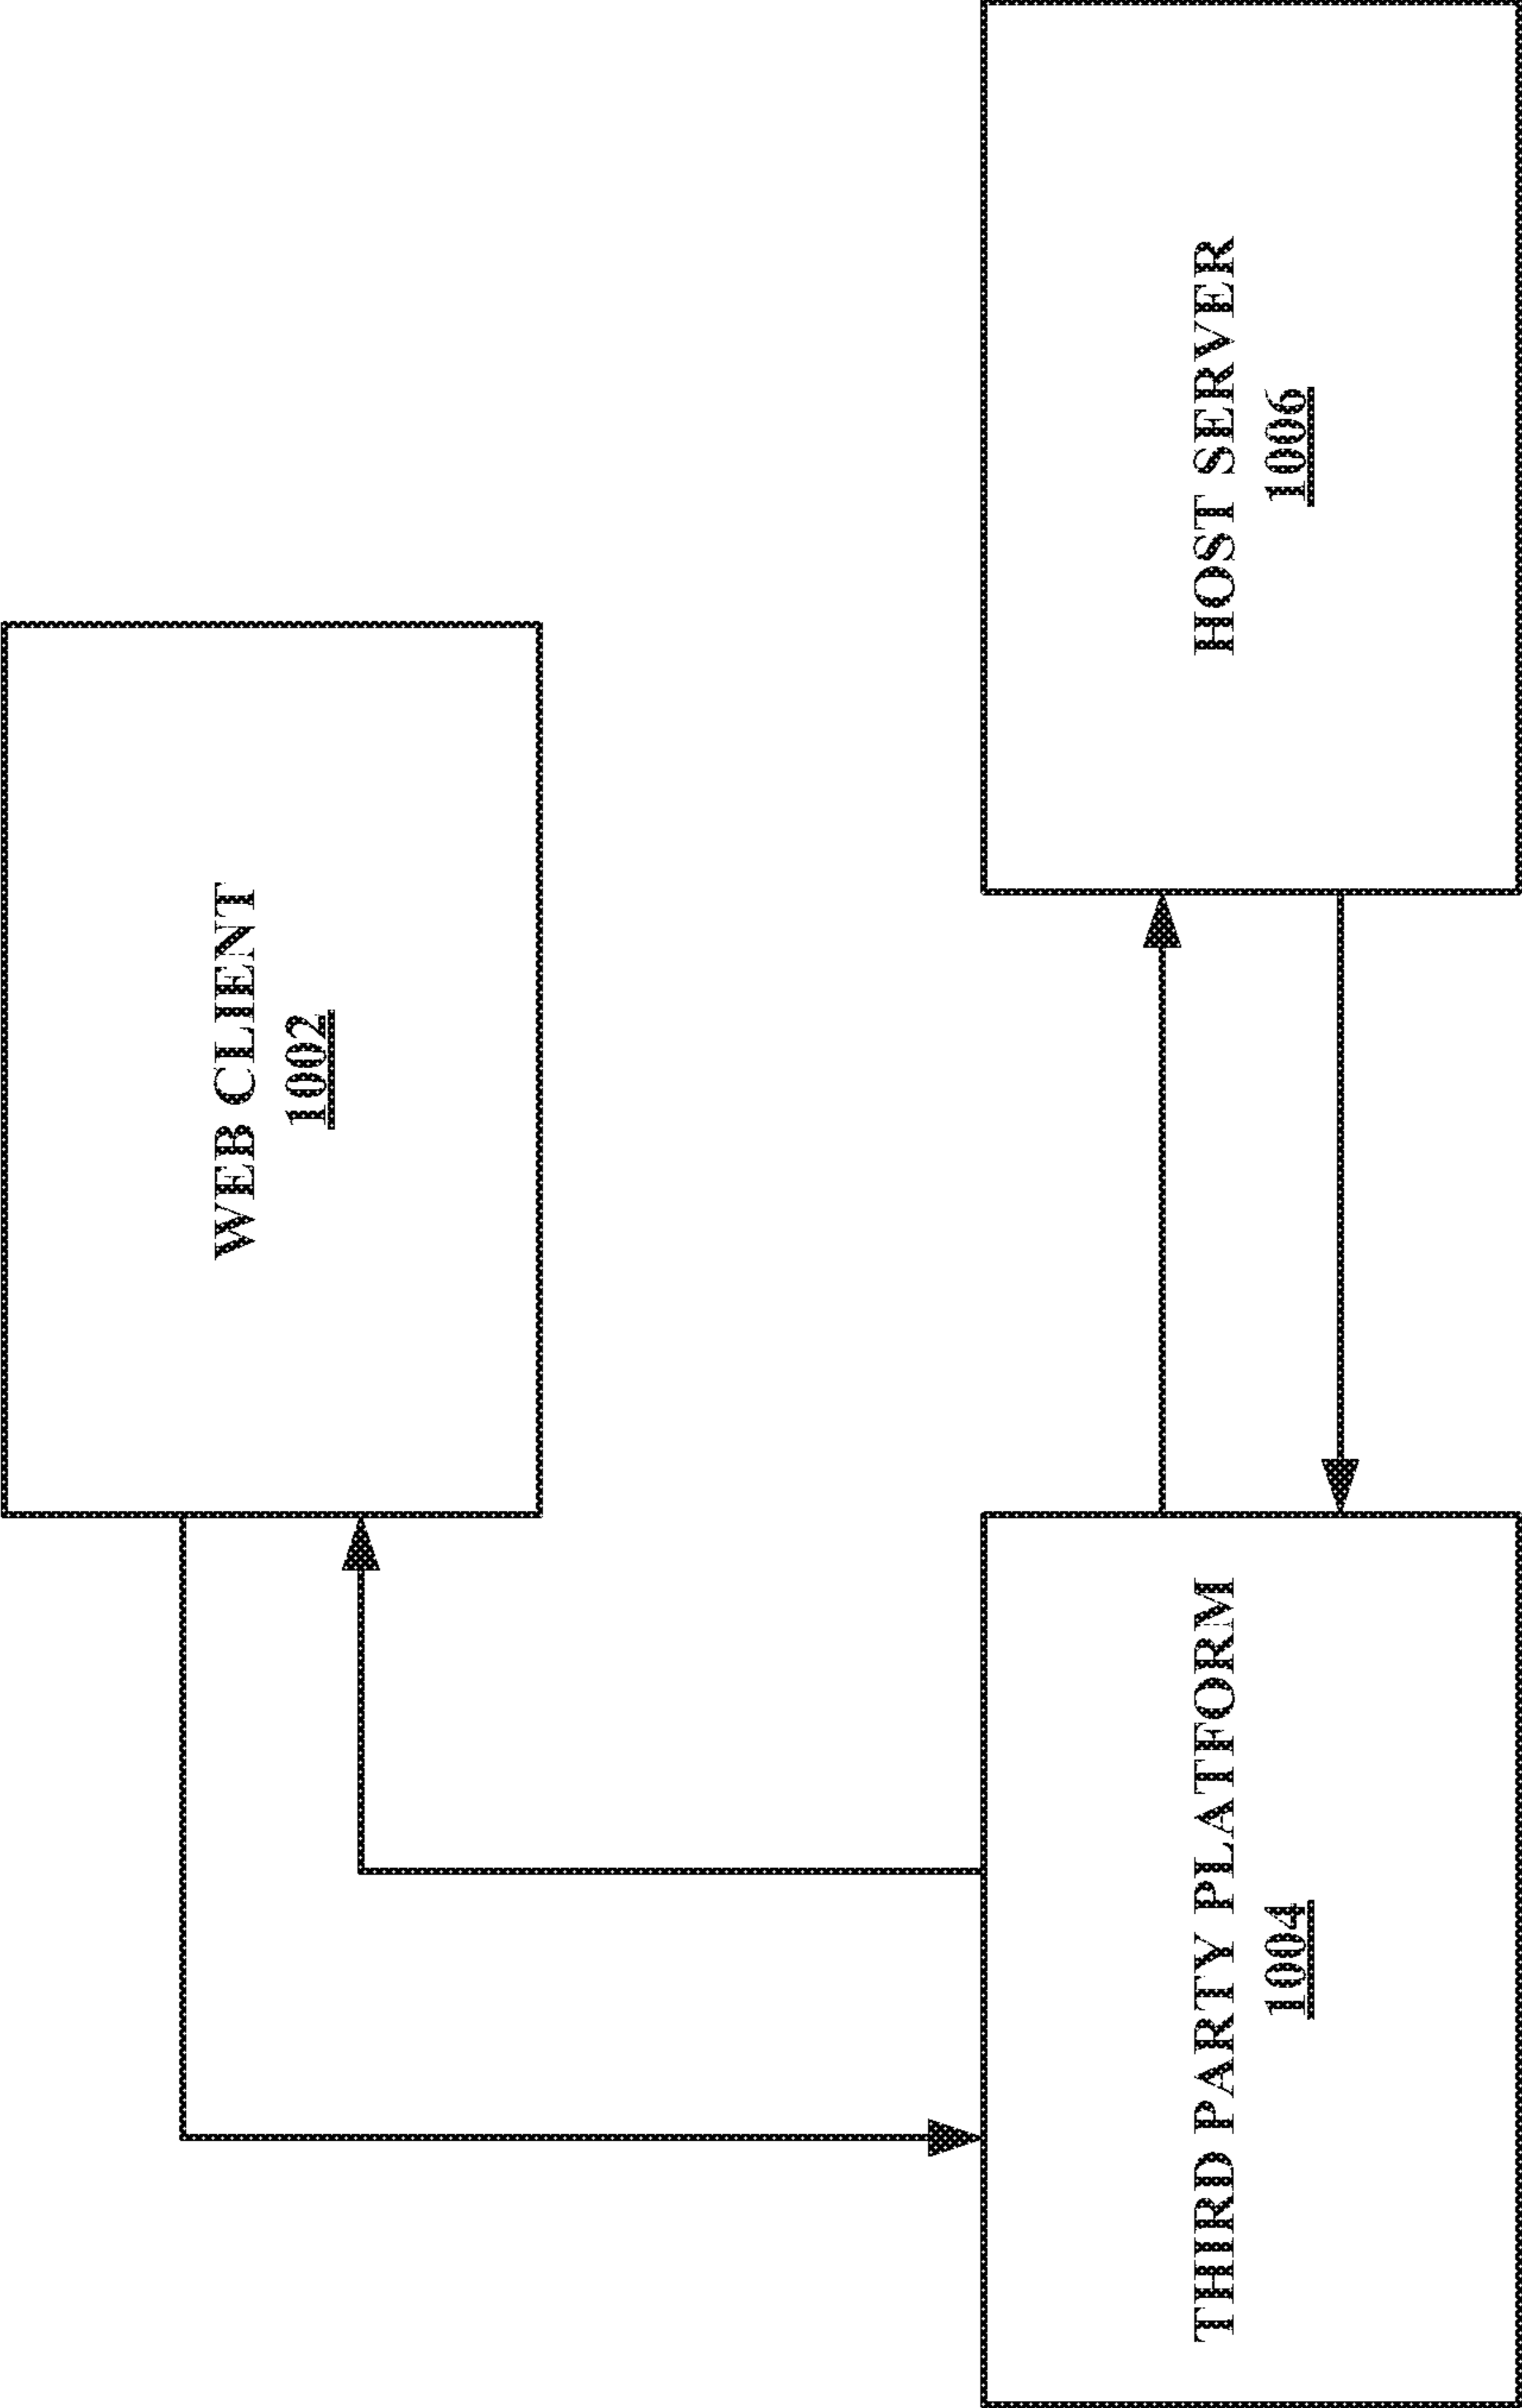 WEB CLIENT
1002
THIRD PARTY PLATFORM
1004
HOST SERVER
1006